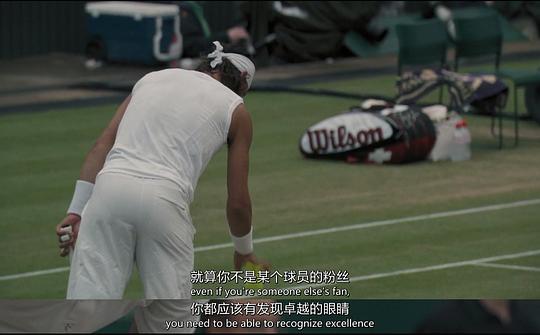 Wilson
就算你不是某个球员的粉丝
even if you're someone else's fan,
你都应该有发现卓越的眼睛
you need to be able to recognize excellence